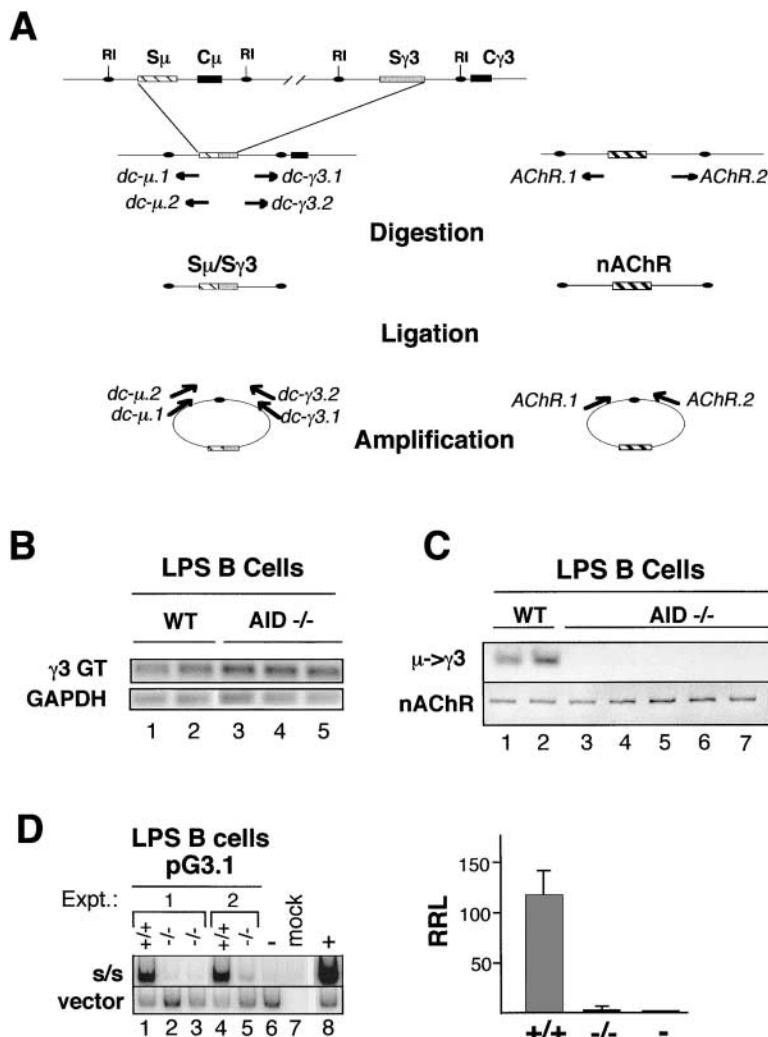 A
RI Sμ Cμ RI RI Sγ3 RI Cγ3
dc-μ.1 dc-γ3.1 AChR.1 AChR.2
dc-μ.2 dc-γ3.2
Digestion
Sμ/Sγ3 nAChR
Ligation
dc-μ.2 dc-γ3.2 AChR.1 AChR.2
dc-μ.1 dc-γ3.1
Amplification
B
LPS B Cells
WT AID -/-
γ3 GT
GAPDH
1 2 3 4 5
C
LPS B Cells
WT AID -/-
μ->γ3
nAChR
1 2 3 4 5 6 7
D
LPS B cells
pG3.1
Expt.: 1 2
+/+ -/- -/- +/+ -/- - mock +
s/s
vector
1 2 3 4 5 6 7 8
RRL
150
100
50
+/+ -/- -